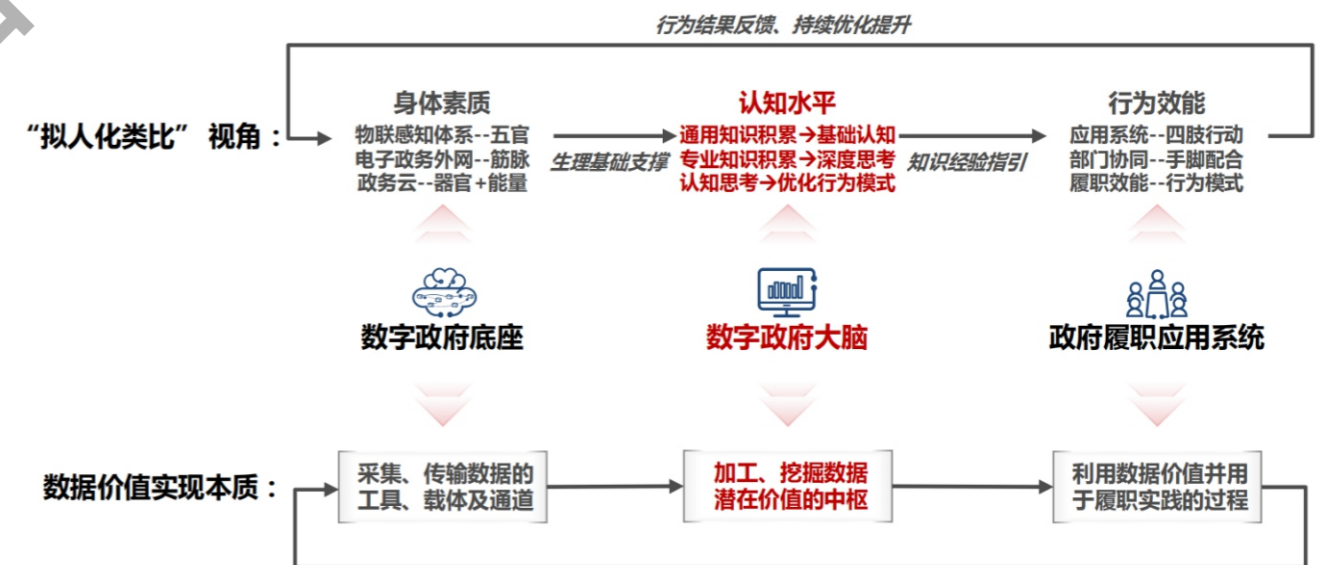 行为结果反馈、持续优化提升
“拟人化类比” 视角：
身体素质
物联感知体系--五官
电子政务外网--筋脉
政务云--器官+能量
生理基础支撑
认知水平
通用知识积累→基础认知
专业知识积累→深度思考
认知思考→优化行为模式
知识经验指引
行为效能
应用系统--四肢行动
部门协同--手脚配合
履职效能--行为模式
数字政府底座
数字政府大脑
政府履职应用系统
数据价值实现本质：
采集、传输数据的
工具、载体及通道
加工、挖掘数据
潜在价值的中枢
利用数据价值并用
于履职实践的过程